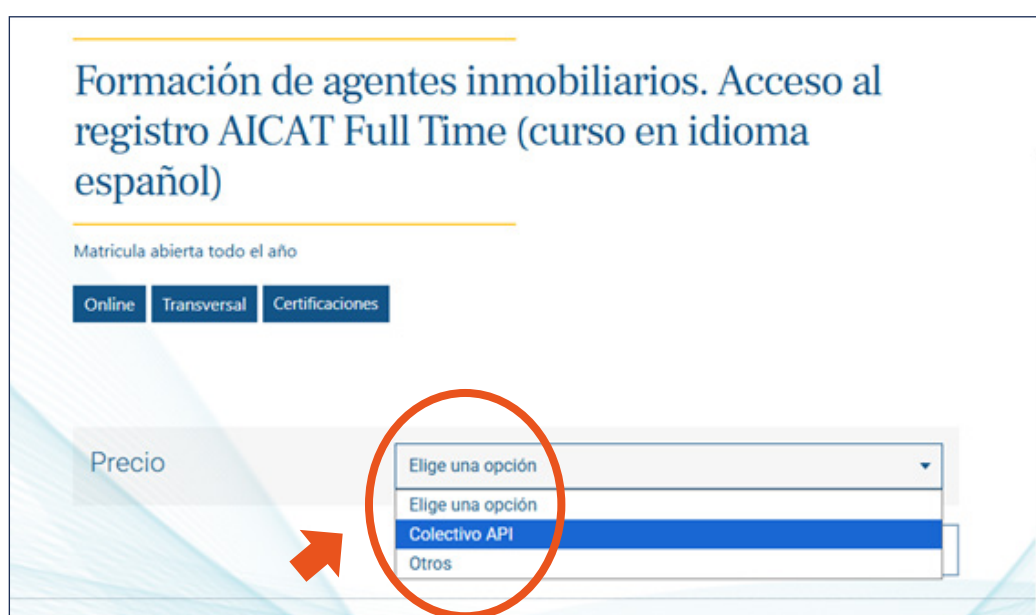 Formación de agentes inmobiliarios. Acceso al
registro AICAT Full Time (curso en idioma
español)
Matricula abierta todo el año
Online Transversal Certificaciones
Precio Elige una opción
Elige una opción
Colectivo API
Otros